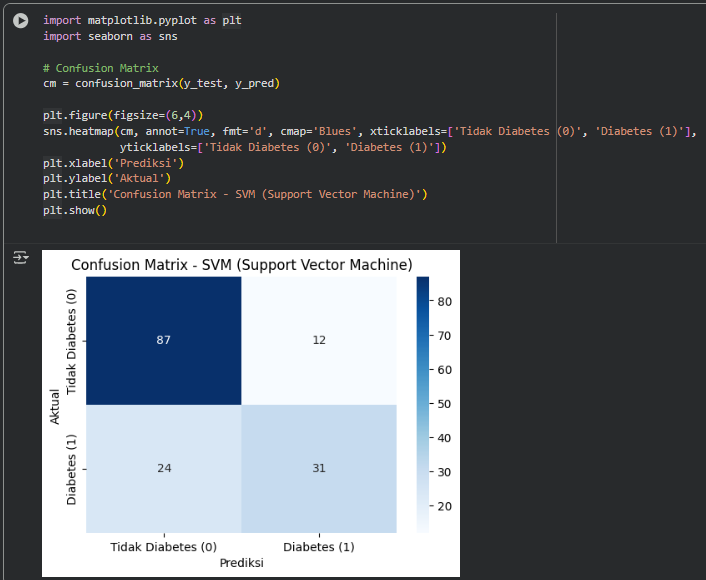 import matplotlib.pyplot as plt
import seaborn as sns
# Confusion Matrix
cm = confusion_matrix(y_test, y_pred)
plt.figure(figsize=(6,4))
sns.heatmap(cm, annot=True, fmt='d', cmap='Blues', xticklabels=['Tidak Diabetes (0)', 'Diabetes (1)'],
yticklabels=['Tidak Diabetes (0)', 'Diabetes (1)'])
plt.xlabel('Prediksi')
plt.ylabel('Aktual')
plt.title('Confusion Matrix - SVM (Support Vector Machine)')
plt.show()
Confusion Matrix - SVM (Support Vector Machine)
Aktual
Tidak Diabetes (0)
87
12
Diabetes (1)
24
31
Tidak Diabetes (0)
Diabetes (1)
Prediksi
80
70
60
50
40
30
20